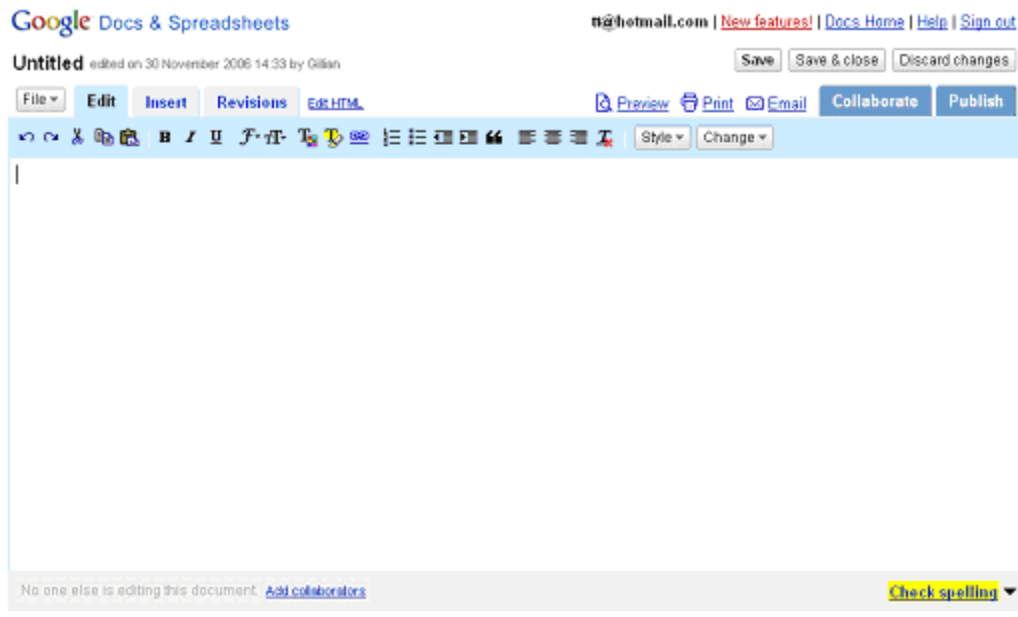 Google Docs & Spreadsheets tt@hotmail.com | New features! | Docs Home | Help | Sign out
Untitled edited on 30 November 2006 14:33 by Gillian Save Save & close Discard changes
File Edit Insert Revisions Edit HTML Preview Print Email Collaborate Publish
B I U Style Change
No one else is editing this document. Add collaborators Check spelling